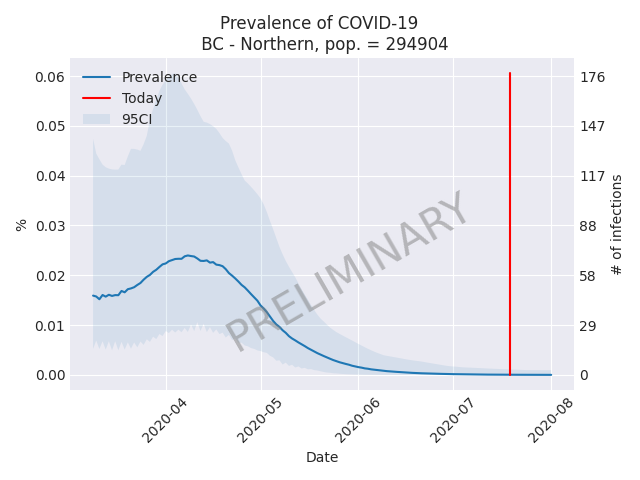 Prevalence of COVID-19
BC - Northern, pop. = 294904
Prevalence
Today
95CI
0.06
0.05
0.04
0.03
0.02
0.01
0.00
%
176
147
117
88
58
29
0
# of infections
PRELIMINARY
2020-04
2020-05
2020-06
2020-07
2020-08
Date